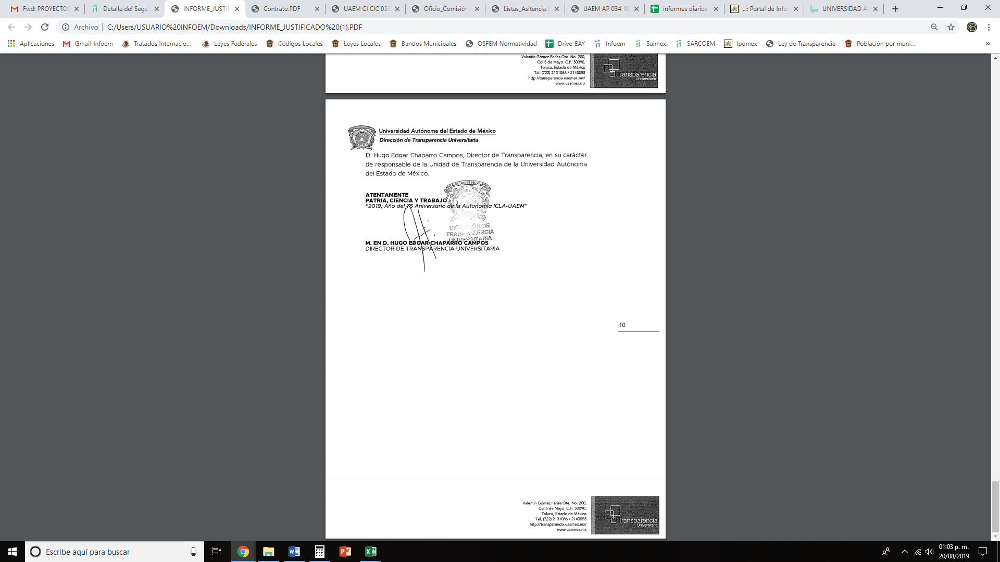 Fwd: PROYECTOS
Detalle del Segui
INFORME_JUSTIF
Contrato.PDF
UAEM CI CIC 053
Oficio_Comisión.
Listas_Asitencia.P
UAEM AP 034 19
informes diarios
..:: Portal de Infor
UNIVERSIDAD A
Archivo
C:/Users/USUARIO%20INFOEM/Downloads/INFORME_JUSTIFICADO%20(1).PDF
Aplicaciones
Gmail-Infoem
Tratados Internacio...
Leyes Federales
Códigos Locales
Leyes Locales
Bandos Municipales
OSFEM Normatividad
Drive-EAY
Infoem
Saimex
SARCOEM
Ipomex
Ley de Transparencia
Población por muni...
»
Valentín Gómez Farías Ote. No. 200,
Col.5 de Mayo. C.P. 50090.
Toluca, Estado de México
Tel. (722) 2131086 / 2143055
http://transparencia.uaemex.mx/
www.uaemex.mx
Transparencia
Universitaria
Universidad Autónoma del Estado de México
Dirección de Transparencia Universitaria
D. Hugo Edgar Chaparro Campos, Director de Transparencia, en su carácter
de responsable de la Unidad de Transparencia de la Universidad Autónoma
del Estado de México.
ESTADOS UNIDOS MEXICANOS
ATENTAMENTE
PATRIA, CIENCIA Y TRABAJO
“2019, Año del 75 Aniversario de la Autonomía ICLA-UAEM”
DIRECCIÓN DE
TRANSPARENCIA
UNIVERSITARIA
M. EN D. HUGO EDGAR CHAPARRO CAMPOS
DIRECTOR DE TRANSPARENCIA UNIVERSITARIA
10
Valentín Gómez Farías Ote. No. 200,
Col.5 de Mayo. C.P. 50090.
Toluca, Estado de México
Tel. (722) 2131086 / 2143055
http://transparencia.uaemex.mx/
www.uaemex.mx
Transparencia
Universitaria
Escribe aquí para buscar
01:03 p. m.
20/08/2019